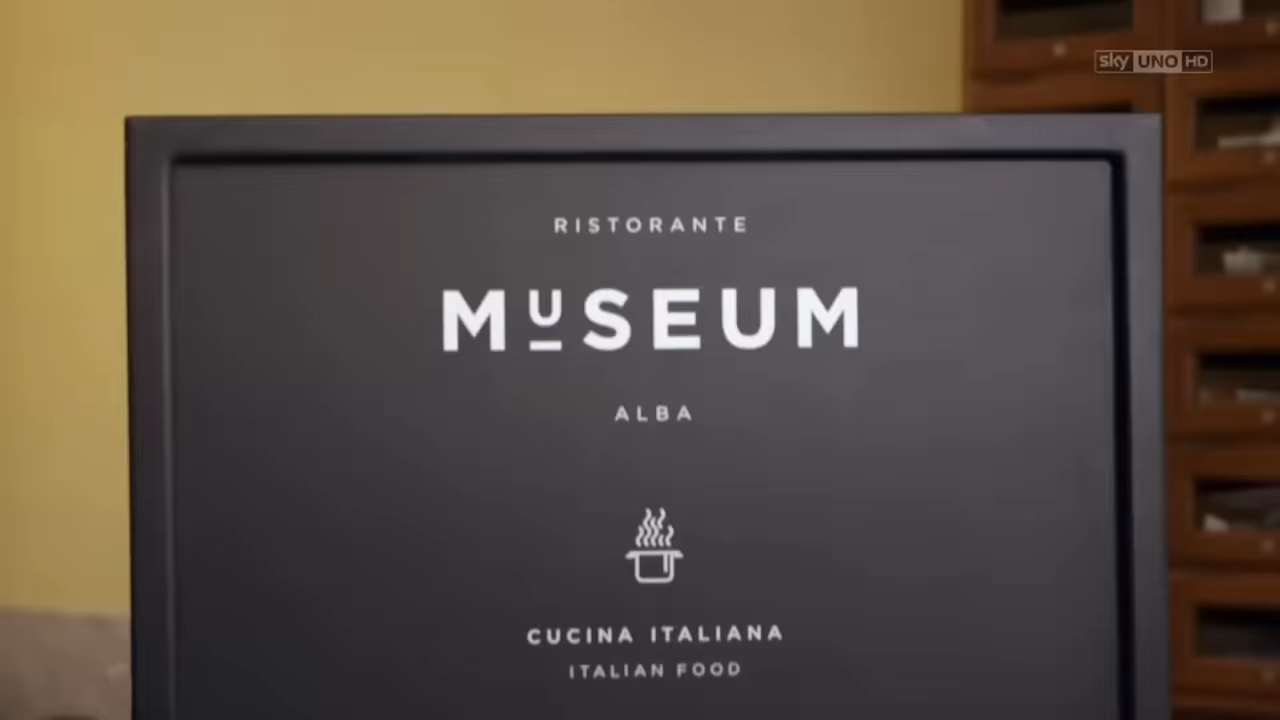 sky UNO HD
RISTORANTE
MUSEUM
ALBA
CUCINA ITALIANA
ITALIAN FOOD